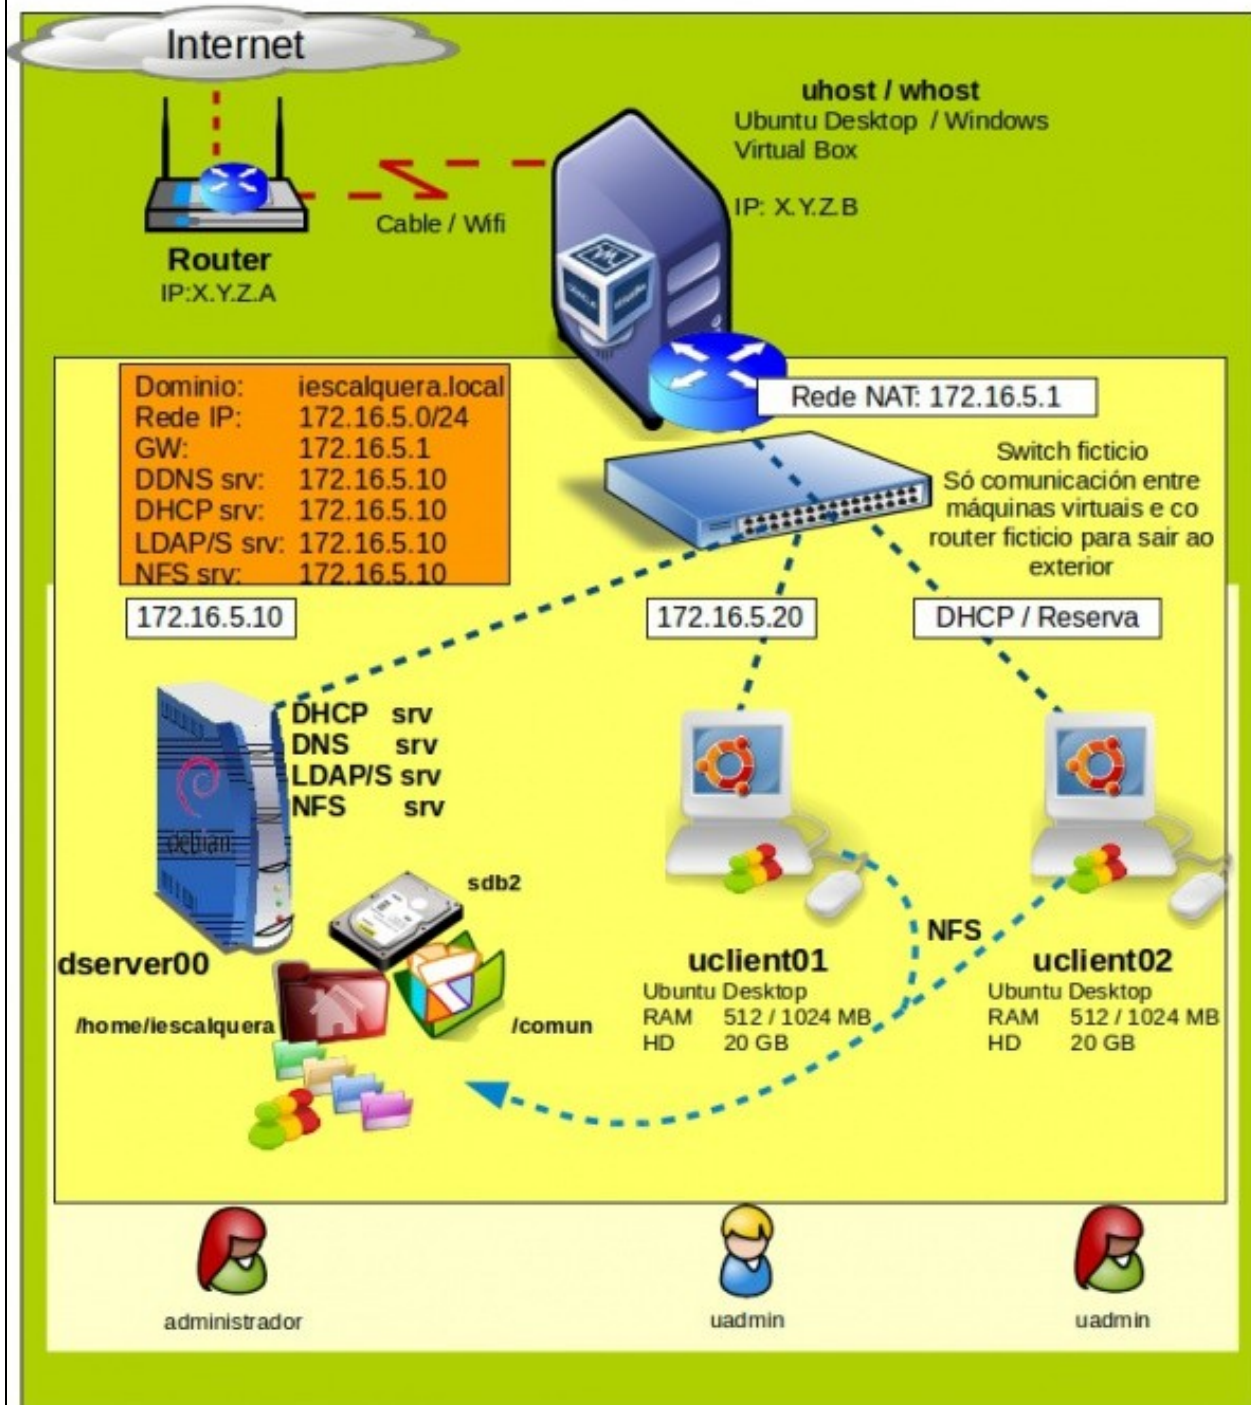 Internet
uhost / whost
Ubuntu Desktop / Windows
Virtual Box
IP: X.Y.Z.B
Cable / Wifi
Router
IP:X.Y.Z.A
Dominio: iescalquera.local
Rede IP: 172.16.5.0/24
GW: 172.16.5.1
DDNS srv: 172.16.5.10
DHCP srv: 172.16.5.10
LDAP/S srv: 172.16.5.10
NFS srv: 172.16.5.10
Rede NAT: 172.16.5.1
Switch ficticio
Só comunicación entre
máquinas virtuais e co
router ficticio para sair ao
exterior
172.16.5.10
172.16.5.20
DHCP / Reserva
DHCP srv
DNS srv
LDAP/S srv
NFS srv
debian
sdb2
dserver00
/home/iescalquera
/comun
NFS
uclient01
Ubuntu Desktop
RAM 512 / 1024 MB
HD 20 GB
uclient02
Ubuntu Desktop
RAM 512 / 1024 MB
HD 20 GB
administrador
uadmin
uadmin